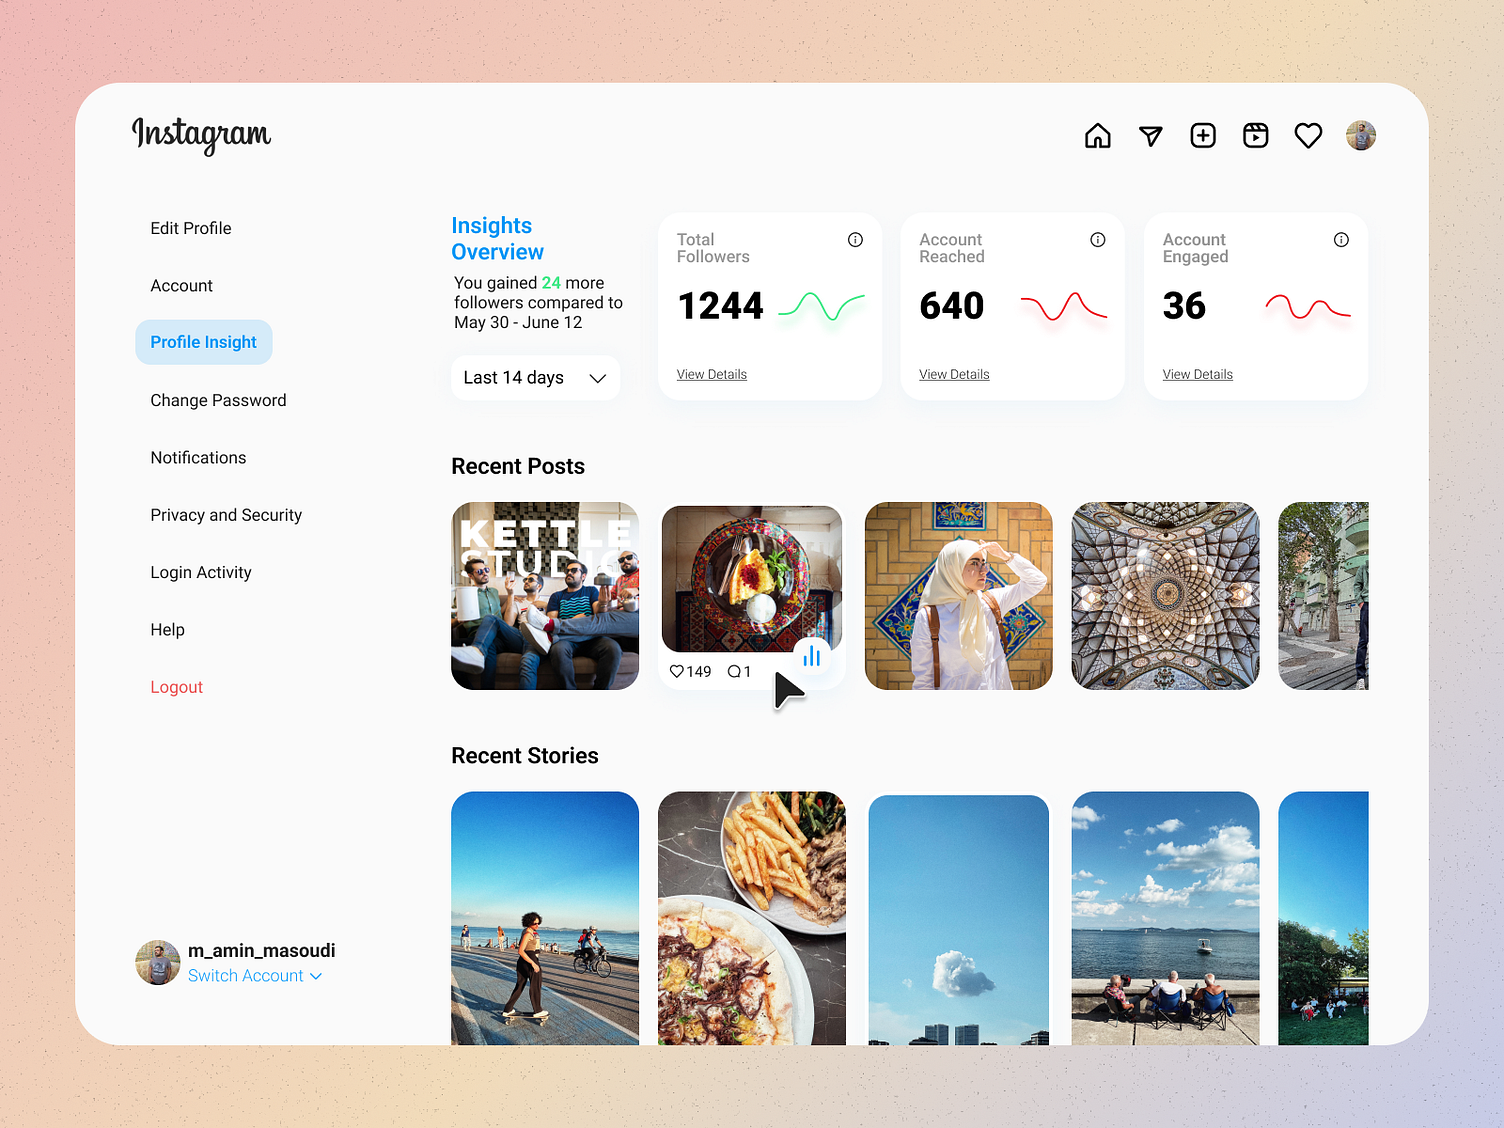 Instagram
Edit Profile
Account
Profile Insight
Change Password
Notifications
Privacy and Security
Login Activity
Help
Logout
m_amin_masoudi
Switch Account
Insights
Overview
You gained 24 more
followers compared to
May 30 - June 12
Last 14 days
Total
Followers
1244
View Details
Account
Reached
640
View Details
Account
Engaged
36
View Details
Recent Posts
KETTLE
STUDIO
149 1
Recent Stories